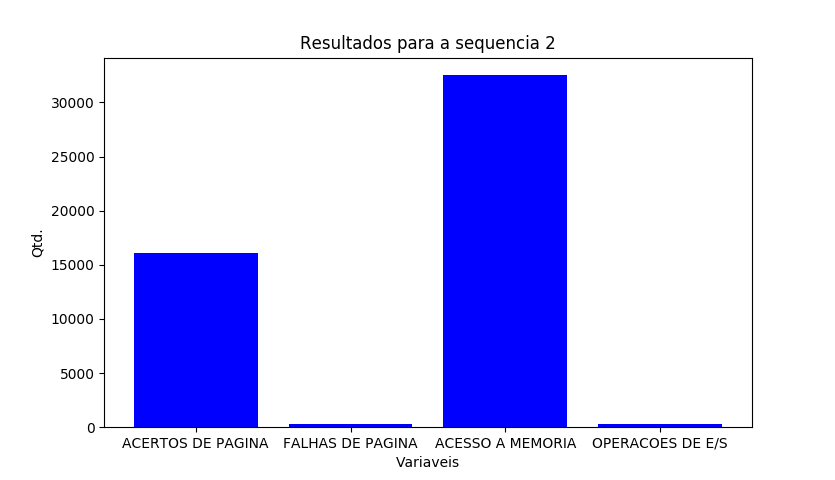 Resultados para a sequencia 2
30000
25000
20000
15000
10000
5000
0
Qtd.
ACERTOS DE PAGINA FALHAS DE PAGINA ACESSO A MEMORIA OPERACOES DE E/S
Variaveis